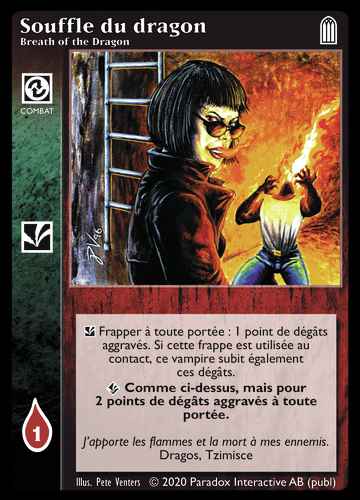 Souffle du dragon
Breath of the Dragon
COMBAT
PV96
Frapper à toute portée : 1 point de dégâts
aggravés. Si cette frappe est utilisée au
contact, ce vampire subit également
ces dégâts.
Comme ci-dessus, mais pour
2 points de dégâts aggravés à toute
portée.
1
J'apporte les flammes et la mort à mes ennemis.
Dragos, Tzimisce
Illus. Pete Venters © 2020 Paradox Interactive AB (publ)